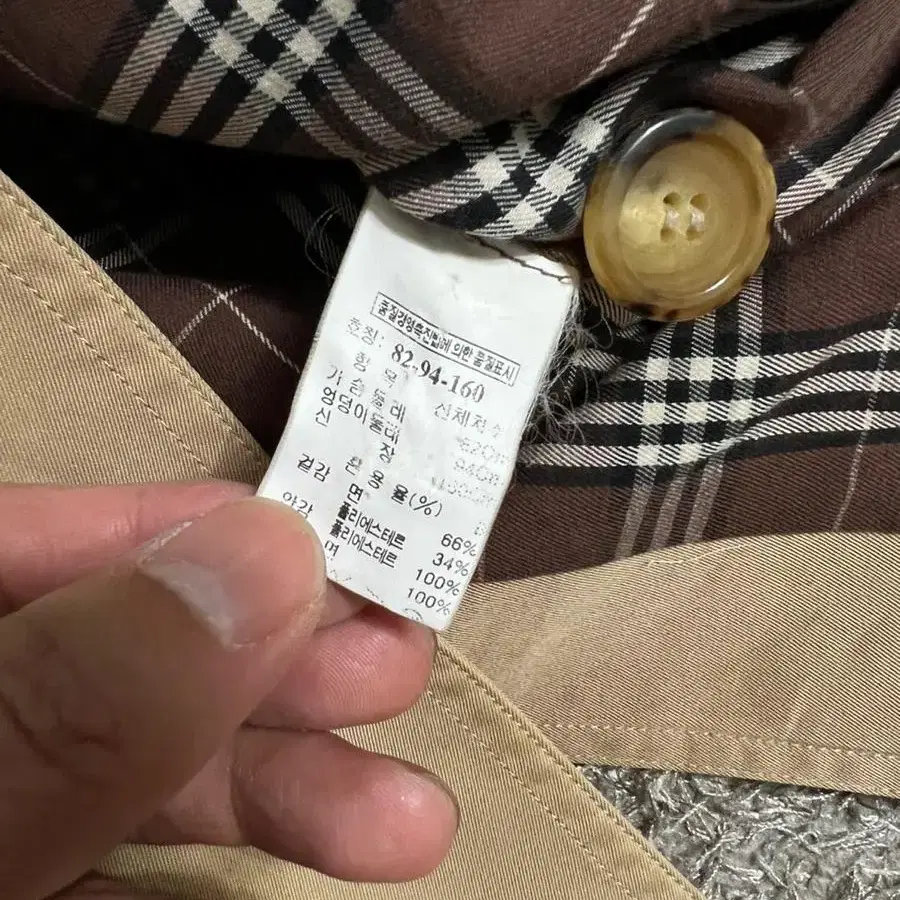 품질경영촉진법에 의한 품질표시
호칭: 82-94-160
항 목 신체치수
가슴둘레 82Cm
엉덩이둘레 94Cm
신 장 160Cm
혼용율(%)
겉감 면 66%
폴리에스테르 34%
안감 폴리에스테르 100%
면 100%